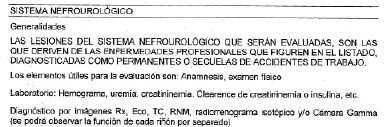 SISTEMA NEFROUROLÓGICO
Generalidades:
LAS LESIONES DEL SISTEMA NEFROUROLÓGICO QUE SERÁN EVALUADAS, SON LAS
QUE DERIVEN DE LAS ENFERMEDADES PROFESIONALES QUE FIGUREN EN EL LISTADO,
DIAGNOSTICADAS COMO PERMANENTES O SECUELAS DE ACCIDENTES DE TRABAJO.
Los elementos útiles para la evaluación son: Anamnesis, examen físico
Laboratorio: Hemograma, uremia, creatininemia, Clearence de creatininemia o insulina, etc.
Diagnóstico por imágenes Rx, Eco, TC, RNM, radiorrenograma isotópico y/o Cámara Gamma
(se podrá observar la función de cada riñón por separado)